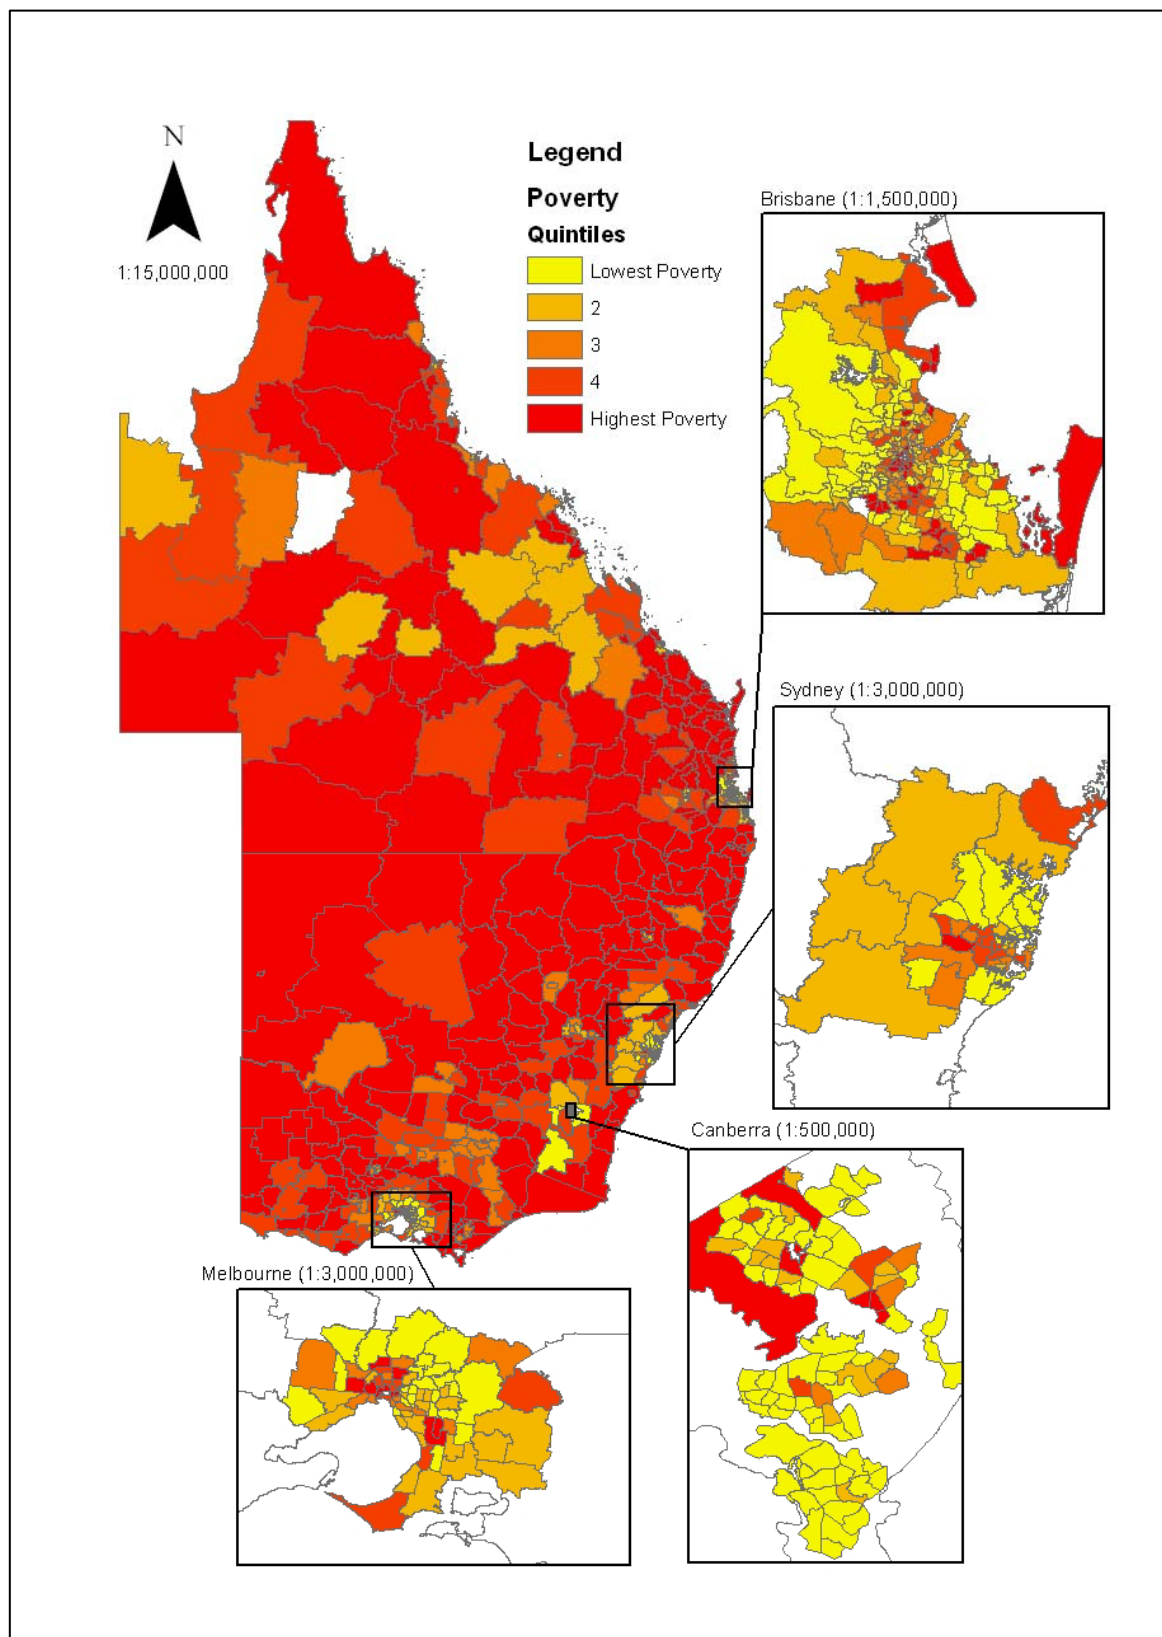 N
1:15,000,000
Legend
Poverty
Quintiles
Lowest Poverty
2
3
4
Highest Poverty
Brisbane (1:1,500,000)
Sydney (1:3,000,000)
Canberra (1:500,000)
Melbourne (1:3,000,000)